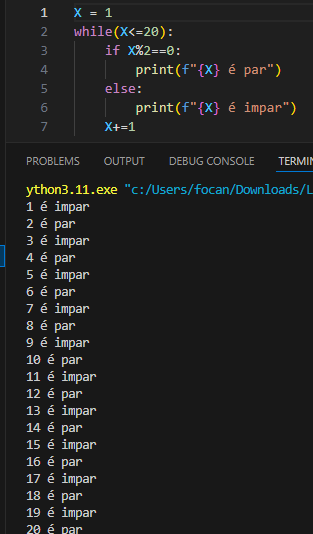 1 X = 1
2 while(X<=20):
3 if X%2==0:
4 print(f"{X} é par")
5 else:
6 print(f"{X} é impar")
7 X+=1
PROBLEMS OUTPUT DEBUG CONSOLE TERMIN
ython3.11.exe "c:/Users/focan/Downloads/L
1 é impar
2 é par
3 é impar
4 é par
5 é impar
6 é par
7 é impar
8 é par
9 é impar
10 é par
11 é impar
12 é par
13 é impar
14 é par
15 é impar
16 é par
17 é impar
18 é par
19 é impar
20 é par